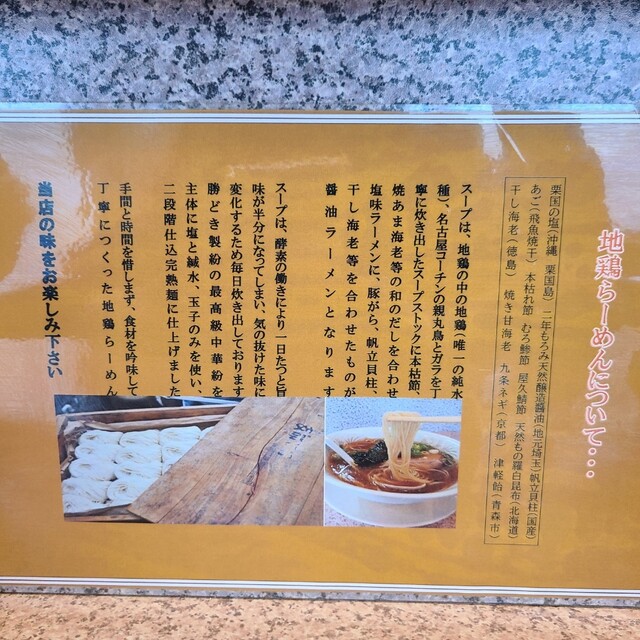 地鶏らーめんについて・・・
粟国の塩(沖縄 粟国島) 二年もろみ天然醸造醤油(地元埼玉)帆立貝柱(国産)
あご(飛魚焼干) 本枯れ節 むろ鯵節 屋久鯖節 天然もの羅臼昆布(北海道)
干し海老(徳島) 焼き甘海老 九条ネギ(京都) 津軽飴(青森市)
スープは、地鶏の中の地鶏(唯一の純水
種)、名古屋コーチンの親丸鳥とガラを丁
寧に炊き出したスープストックに本枯節、
焼あま海老等の和のだしを合わせ
塩味ラーメンに、豚がら、帆立貝柱、
干し海老等を合わせたものが
醤油ラーメンとなります
スープは、酵素の働きにより一日たつと旨
味が半分になってしまい、気の抜けた味に
変化するため毎日炊き出しております
勝どき製粉の最高級中華粉を
主体に塩と鹹水、玉子のみを使い、
二段階仕込完熟麺に仕上げました
手間と時間を惜しまず、食材を吟味して
丁寧につくった地鶏らーめん
当店の味をお楽しみ下さい